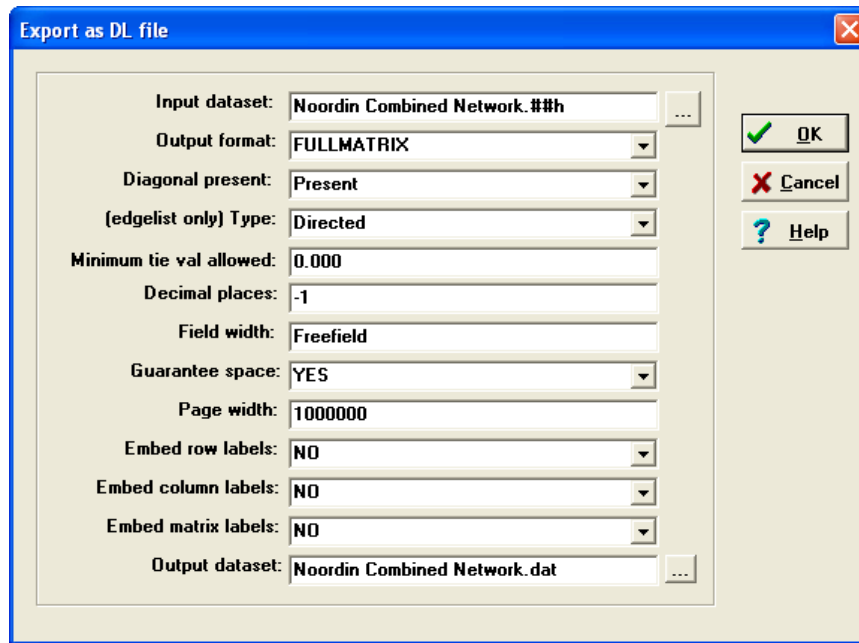 Export as DL file
Input dataset: Noordin Combined Network.##h ...
Output format: FULLMATRIX
Diagonal present: Present
(edgelist only) Type: Directed
Minimum tie val allowed: 0.000
Decimal places: -1
Field width: Freefield
Guarantee space: YES
Page width: 1000000
Embed row labels: NO
Embed column labels: NO
Embed matrix labels: NO
Output dataset: Noordin Combined Network.dat ...
OK
Cancel
? Help